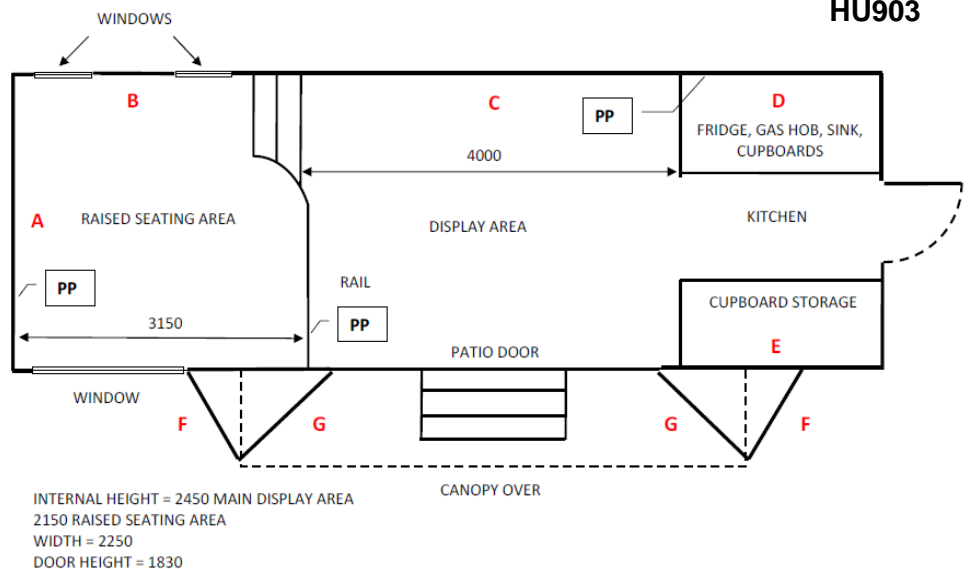 HU903
WINDOWS
B
C
PP
D
FRIDGE, GAS HOB, SINK,
CUPBOARDS
4000
A
RAISED SEATING AREA
DISPLAY AREA
KITCHEN
PP
RAIL
CUPBOARD STORAGE
3150
PP
E
PATIO DOOR
WINDOW
F
G
G
F
CANOPY OVER
INTERNAL HEIGHT = 2450 MAIN DISPLAY AREA
2150 RAISED SEATING AREA
WIDTH = 2250
DOOR HEIGHT = 1830